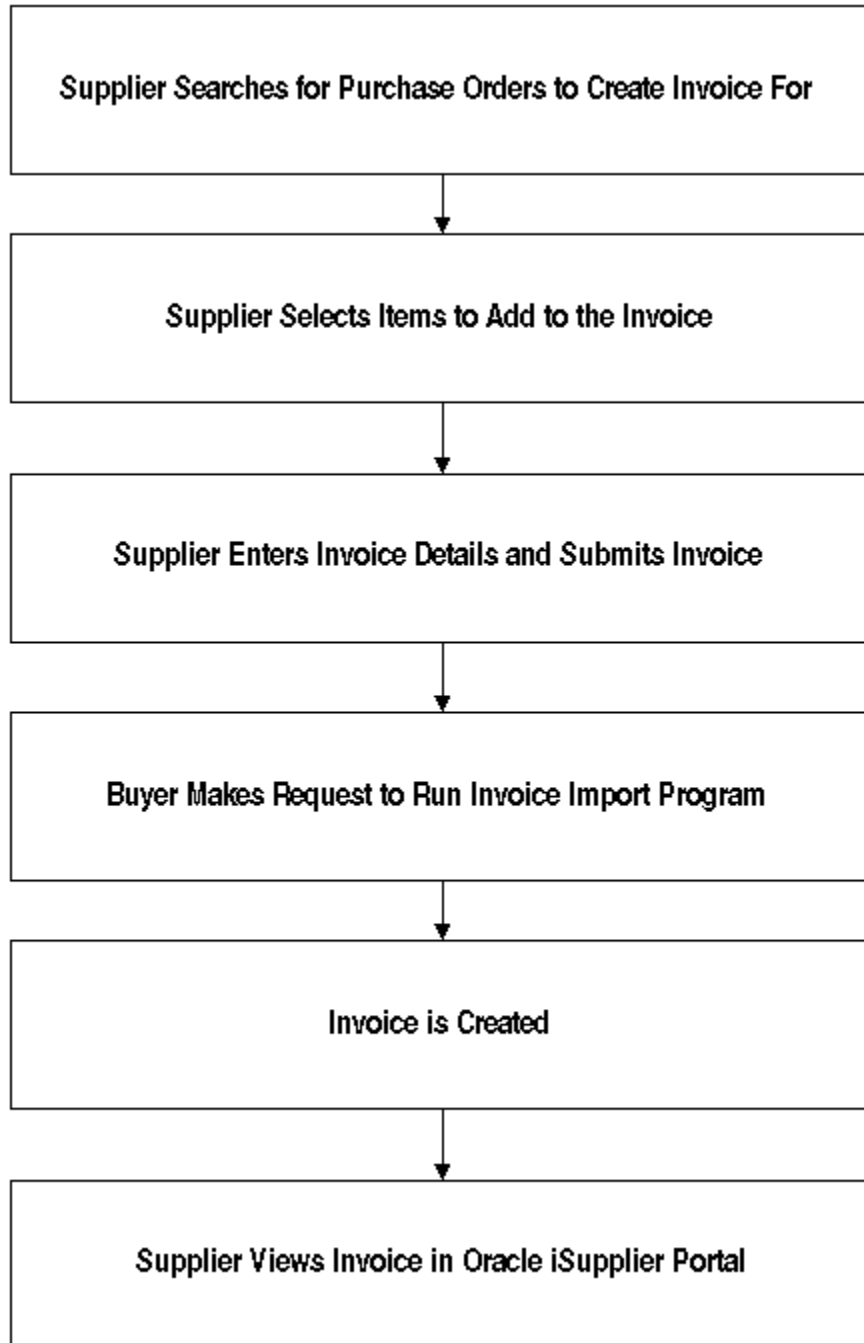 Supplier Searches for Purchase Orders to Create Invoice For
Supplier Selects Items to Add to the Invoice
Supplier Enters Invoice Details and Submits Invoice
Buyer Makes Request to Run Invoice Import Program
Invoice is Created
Supplier Views Invoice in Oracle iSupplier Portal